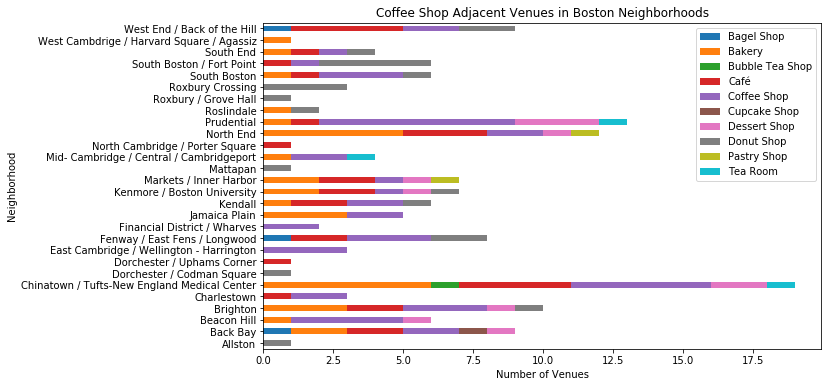 Coffee Shop Adjacent Venues in Boston Neighborhoods
West End / Back of the Hill
West Cambdrige / Harvard Square / Agassiz
South End
South Boston / Fort Point
South Boston
Roxbury Crossing
Roxbury / Grove Hall
Roslindale
Prudential
North End
North Cambridge / Porter Square
Mid- Cambridge / Central / Cambridgeport
Mattapan
Markets / Inner Harbor
Kenmore / Boston University
Kendall
Jamaica Plain
Financial District / Wharves
Fenway / East Fens / Longwood
East Cambridge / Wellington - Harrington
Dorchester / Uphams Corner
Dorchester / Codman Square
Chinatown / Tufts-New England Medical Center
Charlestown
Brighton
Beacon Hill
Back Bay
Allston
Neighborhood
Bagel Shop
Bakery
Bubble Tea Shop
Café
Coffee Shop
Cupcake Shop
Dessert Shop
Donut Shop
Pastry Shop
Tea Room
0.0 2.5 5.0 7.5 10.0 12.5 15.0 17.5
Number of Venues